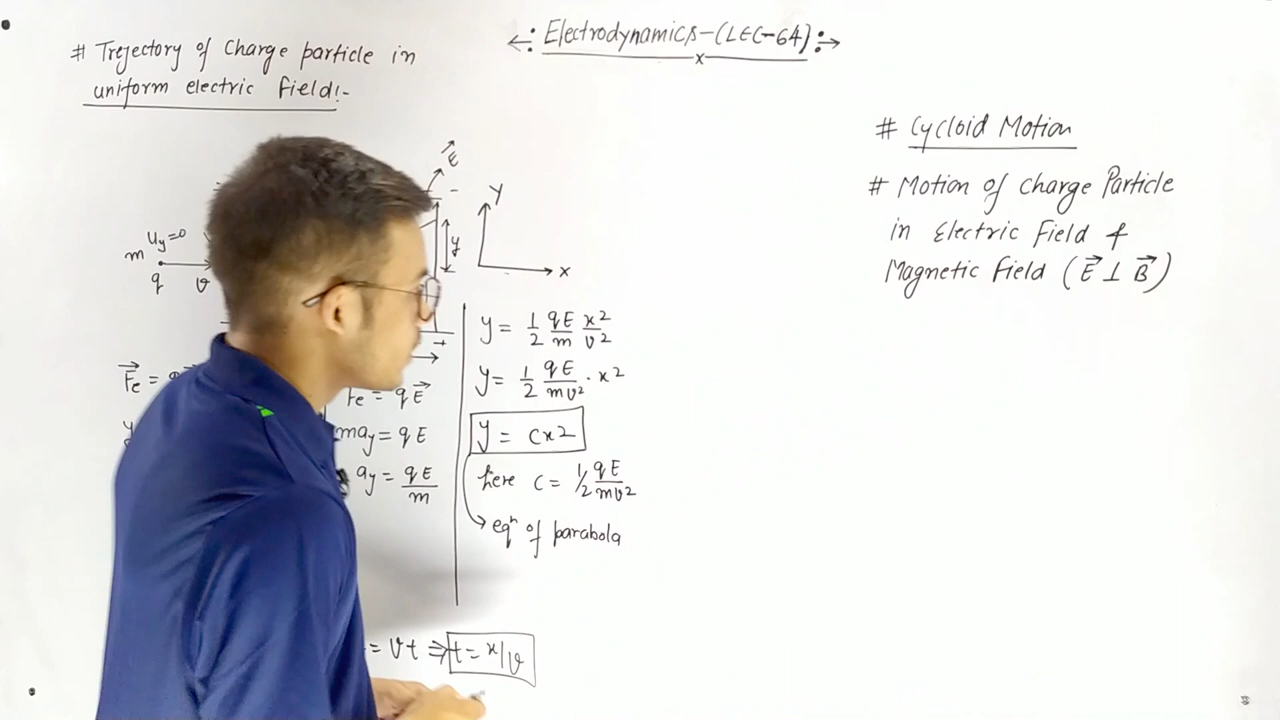 Electrodynamics-(LEC-64)
x
# Trejectory of Charge particle in
uniform electric Field:-
E
Y
y
x
Uy=0
m
q
v
Fe = q
Fe = qE
may = qE
ay = qE/m
= vt ⇒ t = x/v
y = 1/2 qE/m x2/v2
y = 1/2 qE/mv2 · x2
y = cx2
here c = 1/2 qE/mv2
→ eqn of parabola
# Cycloid Motion
# Motion of Charge Particle
in Electric Field &
Magnetic Field (E ⊥ B)